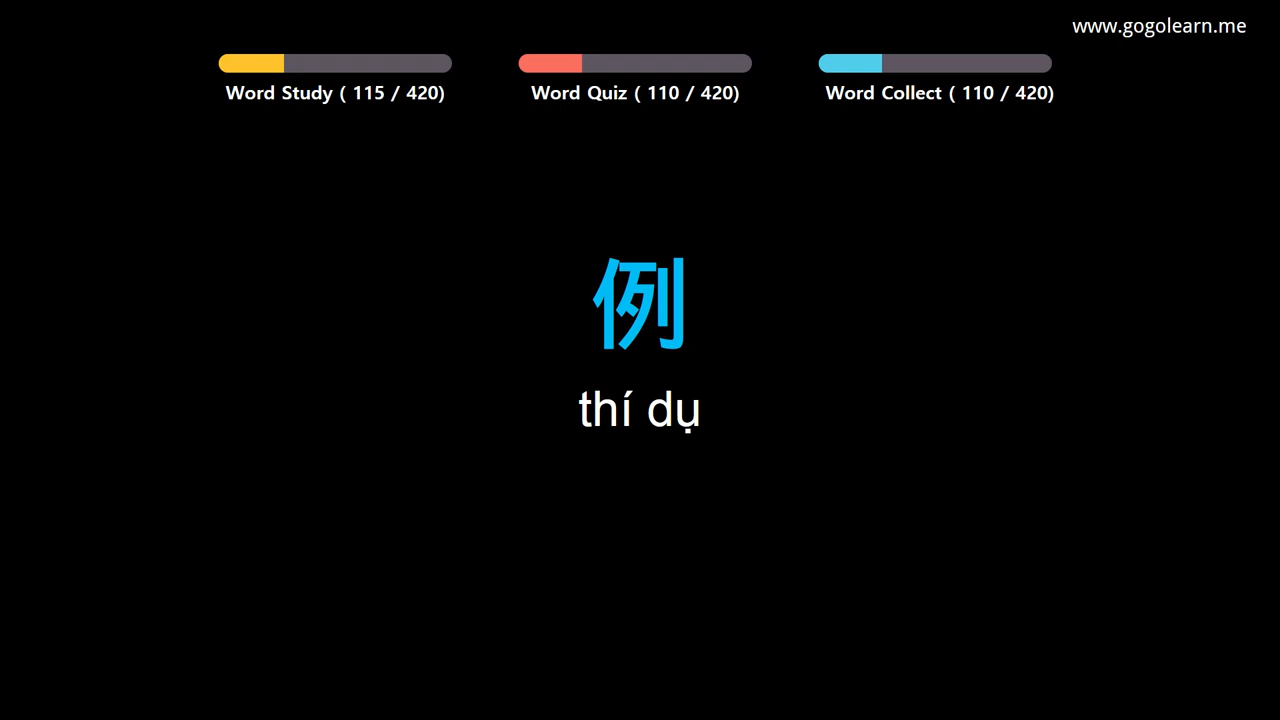 www.gogolearn.me
Word Study ( 115 / 420)
Word Quiz ( 110 / 420)
Word Collect ( 110 / 420)
例
thí dụ